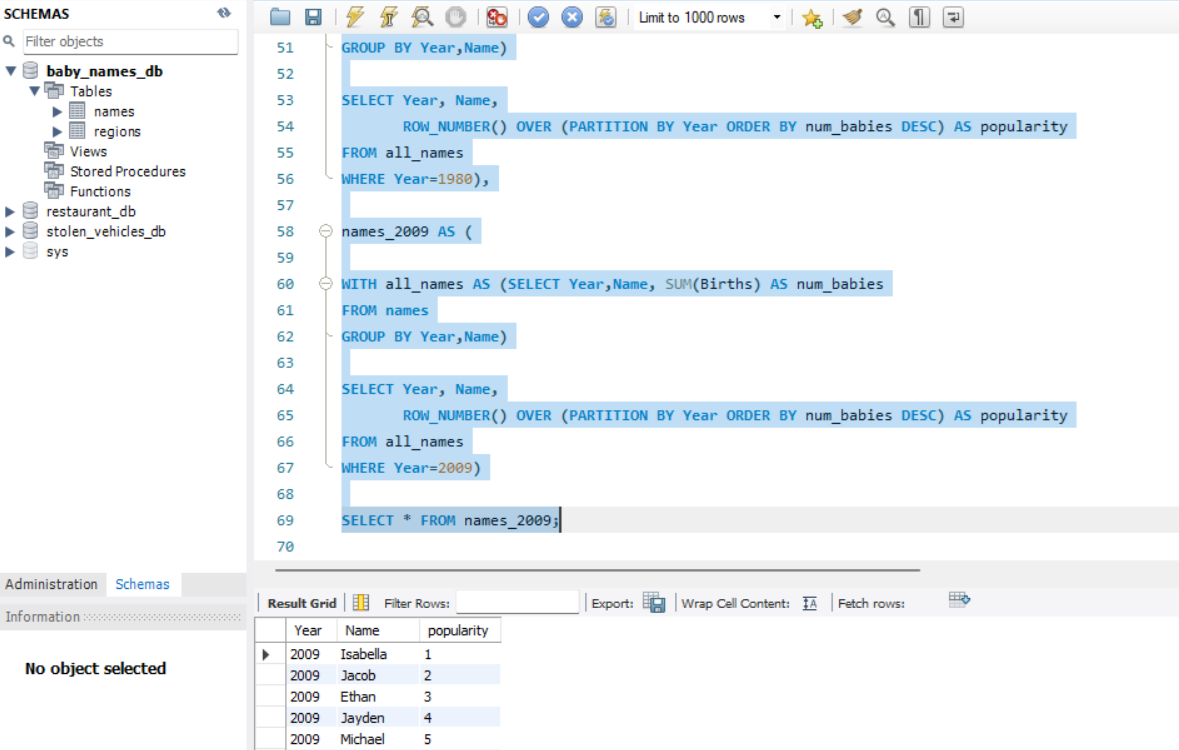 SCHEMAS
Filter objects
baby_names_db
Tables
names
regions
Views
Stored Procedures
Functions
restaurant_db
stolen_vehicles_db
sys
Administration Schemas
Information
No object selected
Limit to 1000 rows
51 GROUP BY Year,Name)
52
53 SELECT Year, Name,
54 ROW_NUMBER() OVER (PARTITION BY Year ORDER BY num_babies DESC) AS popularity
55 FROM all_names
56 WHERE Year=1980),
57
58 names_2009 AS (
59
60 WITH all_names AS (SELECT Year,Name, SUM(Births) AS num_babies
61 FROM names
62 GROUP BY Year,Name)
63
64 SELECT Year, Name,
65 ROW_NUMBER() OVER (PARTITION BY Year ORDER BY num_babies DESC) AS popularity
66 FROM all_names
67 WHERE Year=2009)
68
69 SELECT * FROM names_2009;
70
Result Grid Filter Rows: Export: Wrap Cell Content: Fetch rows:
Year Name popularity
2009 Isabella 1
2009 Jacob 2
2009 Ethan 3
2009 Jayden 4
2009 Michael 5